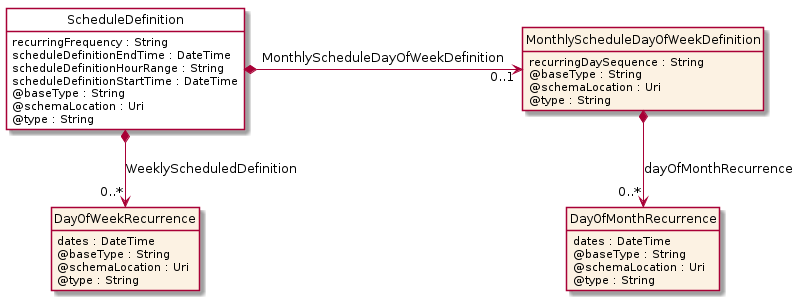 ScheduleDefinition
recurringFrequency : String
scheduleDefinitionEndTime : DateTime
scheduleDefinitionHourRange : String
scheduleDefinitionStartTime : DateTime
@baseType : String
@schemaLocation : Uri
@type : String
MonthlyScheduleDayOfWeekDefinition
0..1
MonthlyScheduleDayOfWeekDefinition
recurringDaySequence : String
@baseType : String
@schemaLocation : Uri
@type : String
WeeklyScheduledDefinition
0..*
dayOfMonthRecurrence
0..*
DayOfWeekRecurrence
dates : DateTime
@baseType : String
@schemaLocation : Uri
@type : String
DayOfMonthRecurrence
dates : DateTime
@baseType : String
@schemaLocation : Uri
@type : String